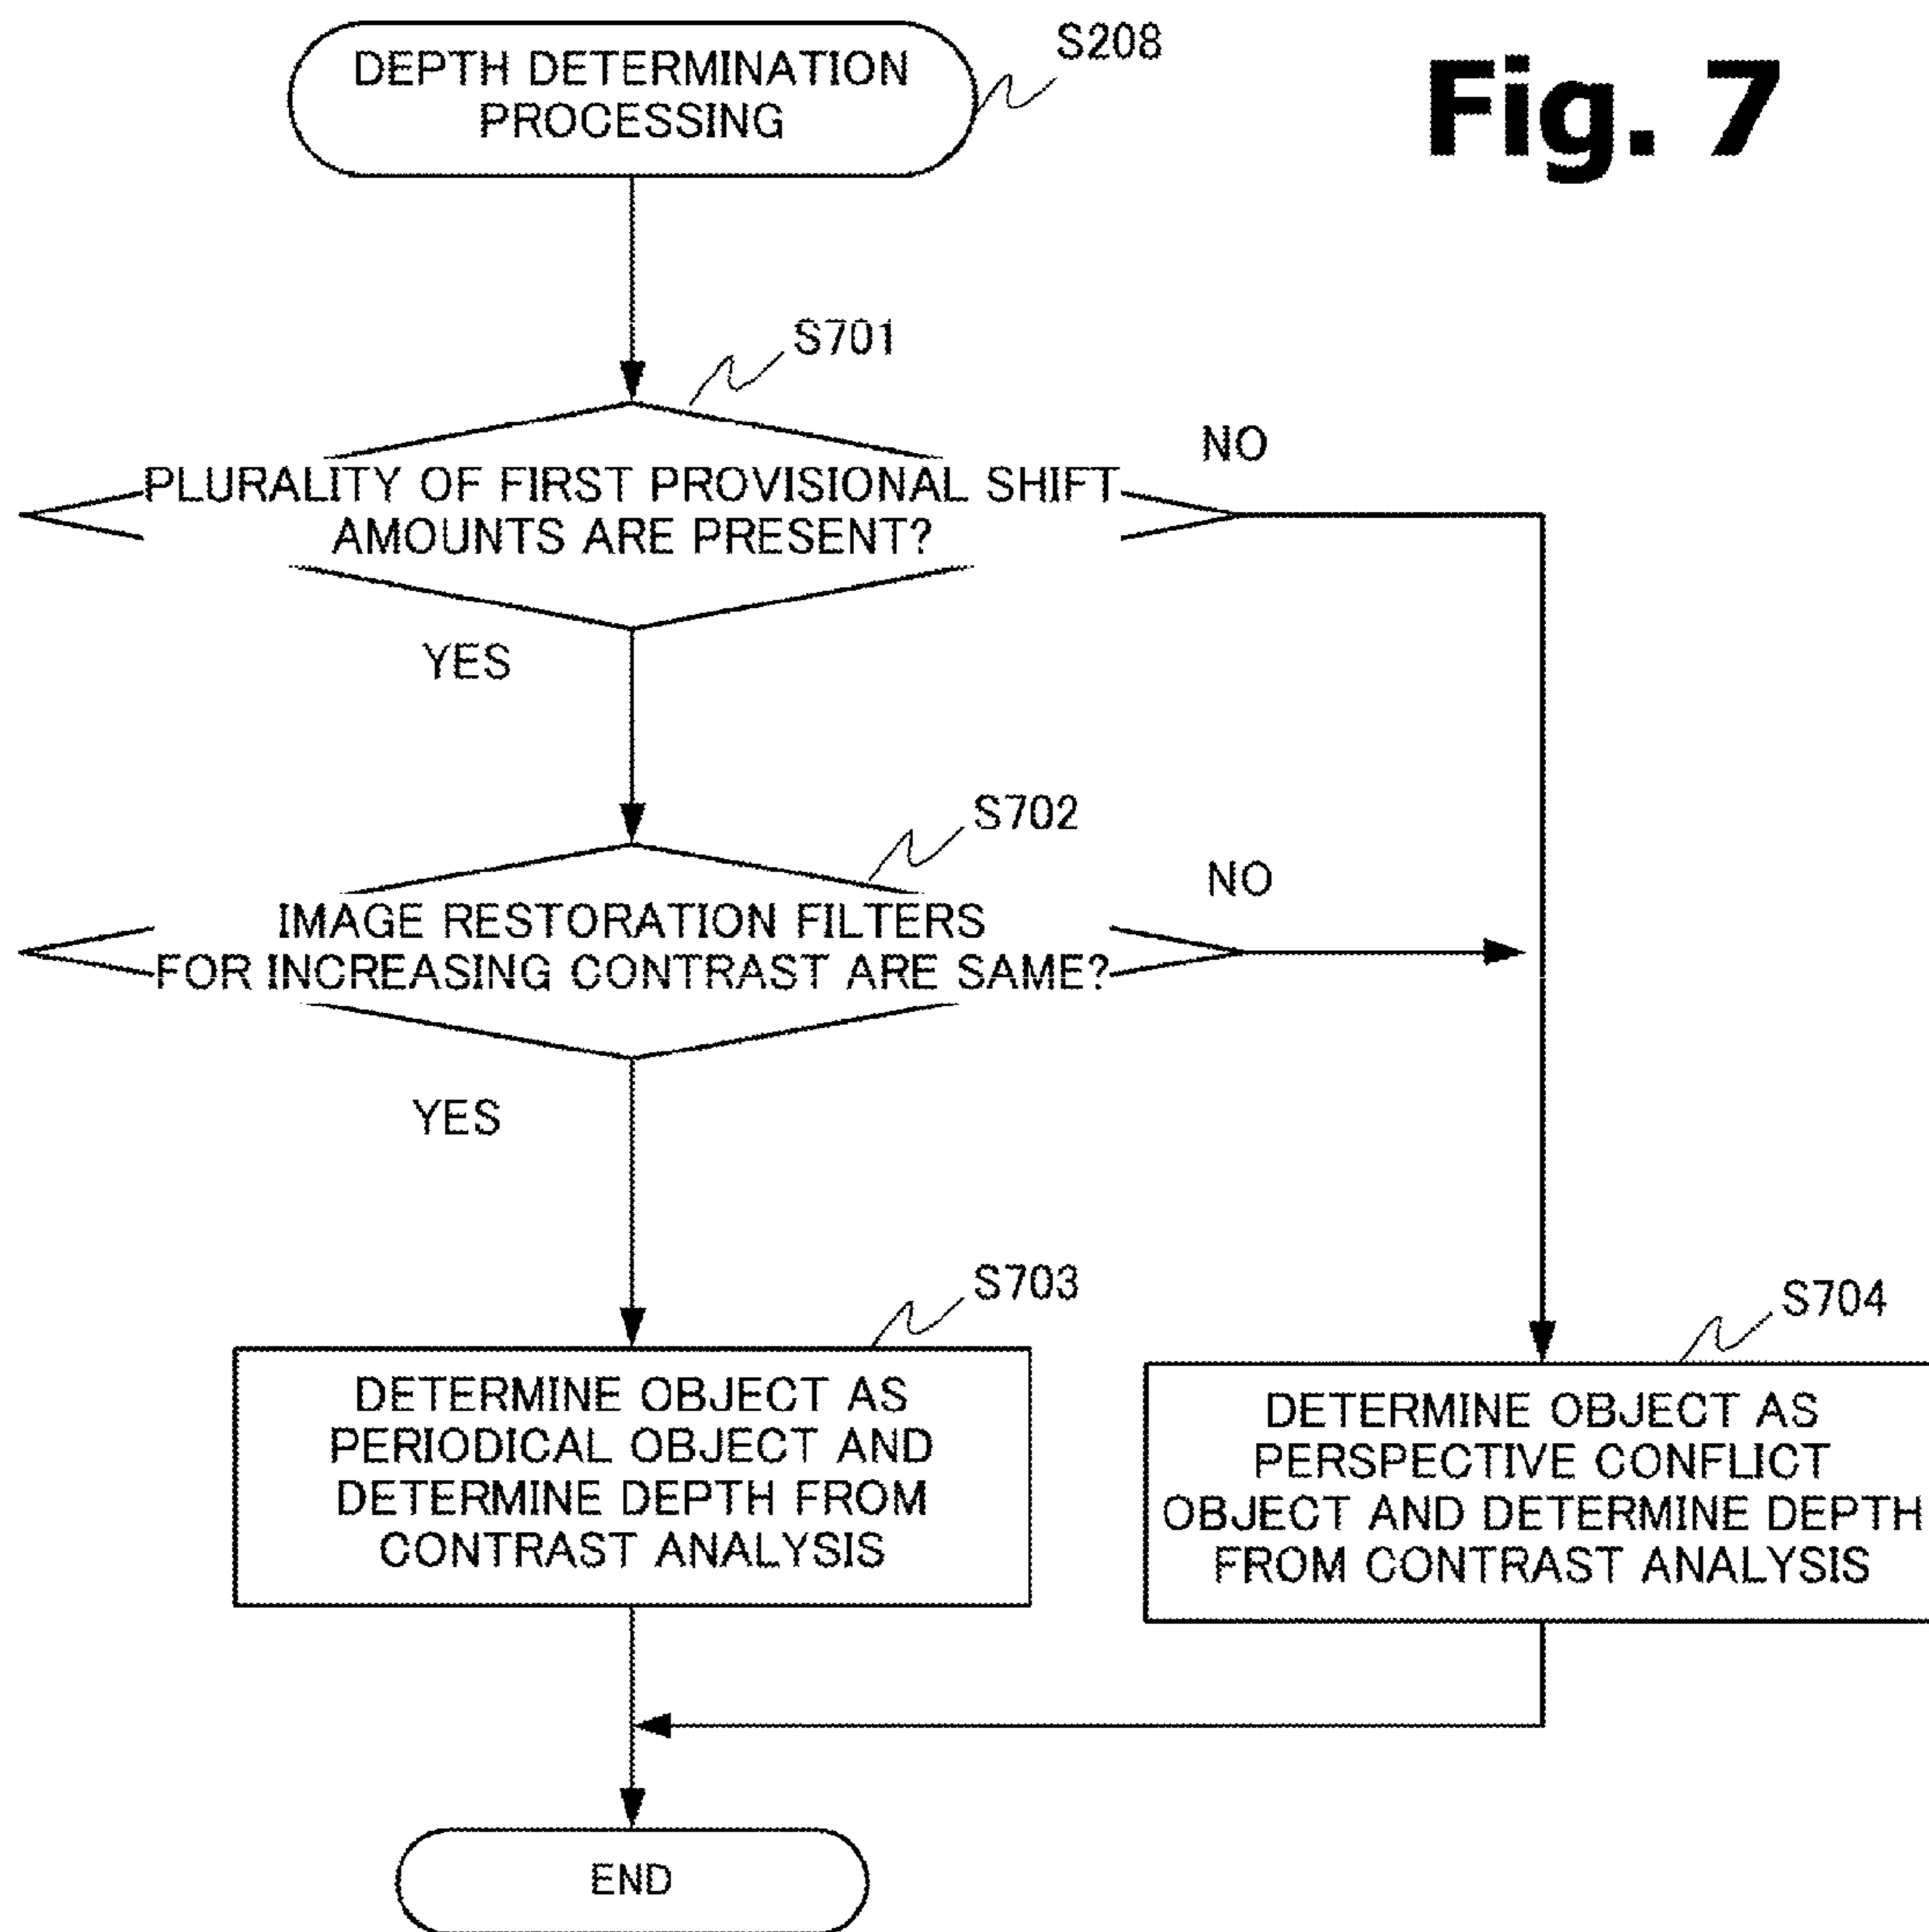 Fig. 7
DEPTH DETERMINATION
PROCESSING
S208
S701
PLURALITY OF FIRST PROVISIONAL SHIFT
AMOUNTS ARE PRESENT?
NO
YES
S702
IMAGE RESTORATION FILTERS
FOR INCREASING CONTRAST ARE SAME?
NO
YES
S703
DETERMINE OBJECT AS
PERIODICAL OBJECT AND
DETERMINE DEPTH FROM
CONTRAST ANALYSIS
S704
DETERMINE OBJECT AS
PERSPECTIVE CONFLICT
OBJECT AND DETERMINE DEPTH
FROM CONTRAST ANALYSIS
END